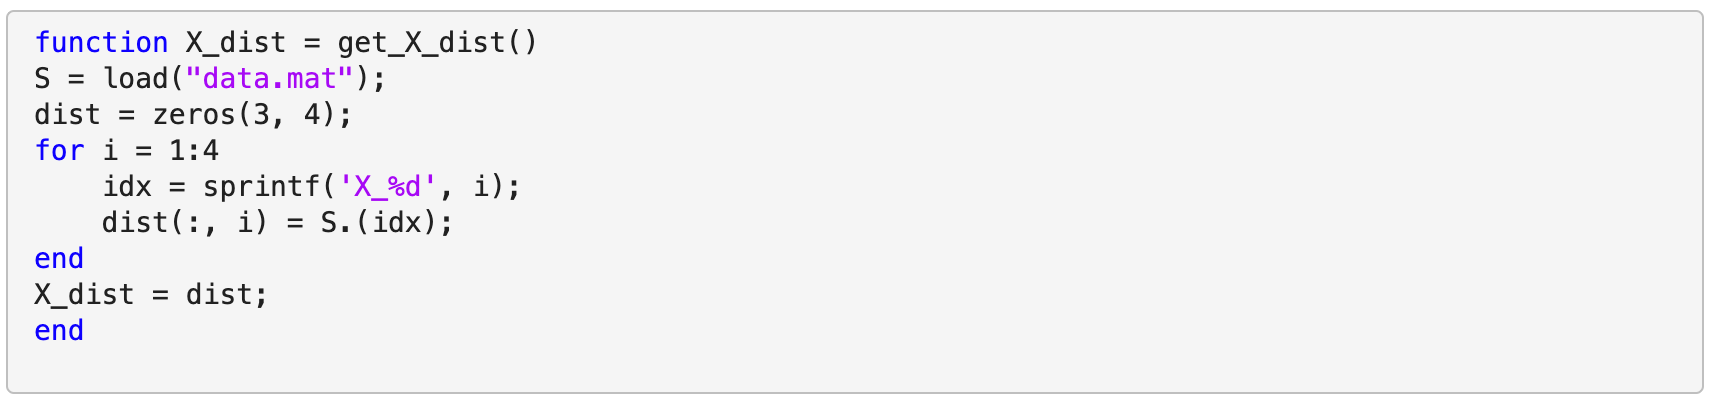 function X_dist = get_X_dist()
S = load("data.mat");
dist = zeros(3, 4);
for i = 1:4
    idx = sprintf('X_%d', i);
    dist(:, i) = S.(idx);
end
X_dist = dist;
end